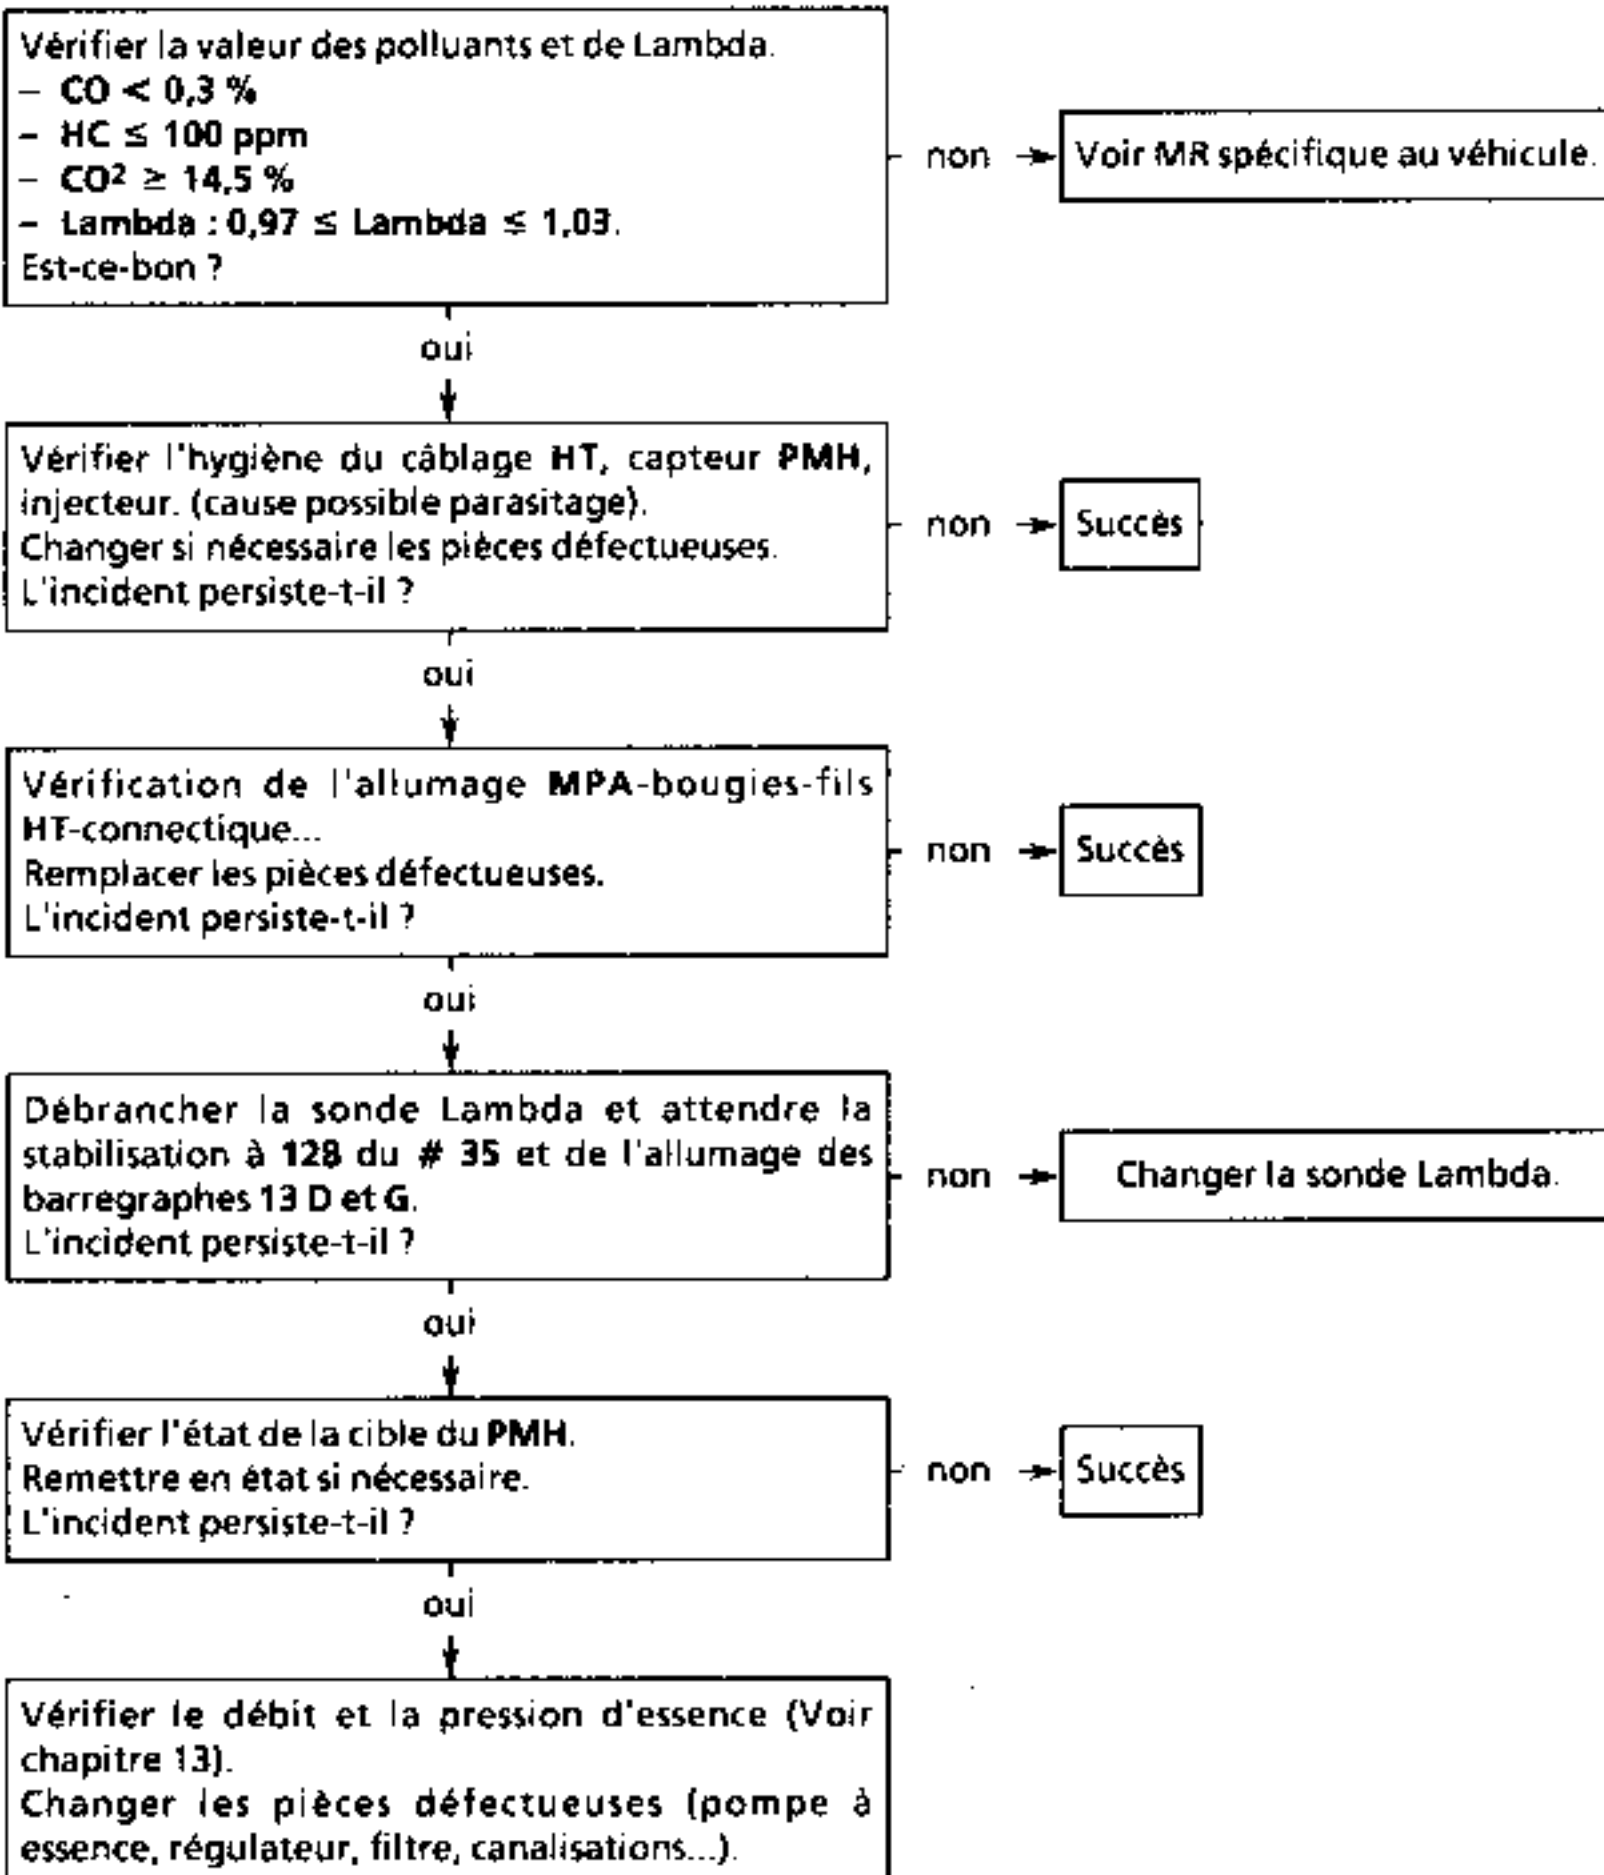 Vérifier la valeur des polluants et de Lambda.
– CO < 0,3 %
– HC ≤ 100 ppm
– CO² ≥ 14,5 %
– Lambda : 0,97 ≤ Lambda ≤ 1,03.
Est-ce-bon ?
non
Voir MR spécifique au véhicule.
oui
Vérifier l'hygiène du câblage HT, capteur PMH,
injecteur. (cause possible parasitage).
Changer si nécessaire les pièces défectueuses.
L'incident persiste-t-il ?
non
Succès
oui
Vérification de l'allumage MPA-bougies-fils
HT-connectique...
Remplacer les pièces défectueuses.
L'incident persiste-t-il ?
non
Succès
oui
Débrancher la sonde Lambda et attendre la
stabilisation à 128 du # 35 et de l'allumage des
barregraphes 13 D et G.
L'incident persiste-t-il ?
non
Changer la sonde Lambda.
oui
Vérifier l'état de la cible du PMH.
Remettre en état si nécessaire.
L'incident persiste-t-il ?
non
Succès
oui
Vérifier le débit et la pression d'essence (Voir
chapitre 13).
Changer les pièces défectueuses (pompe à
essence, régulateur, filtre, canalisations...).